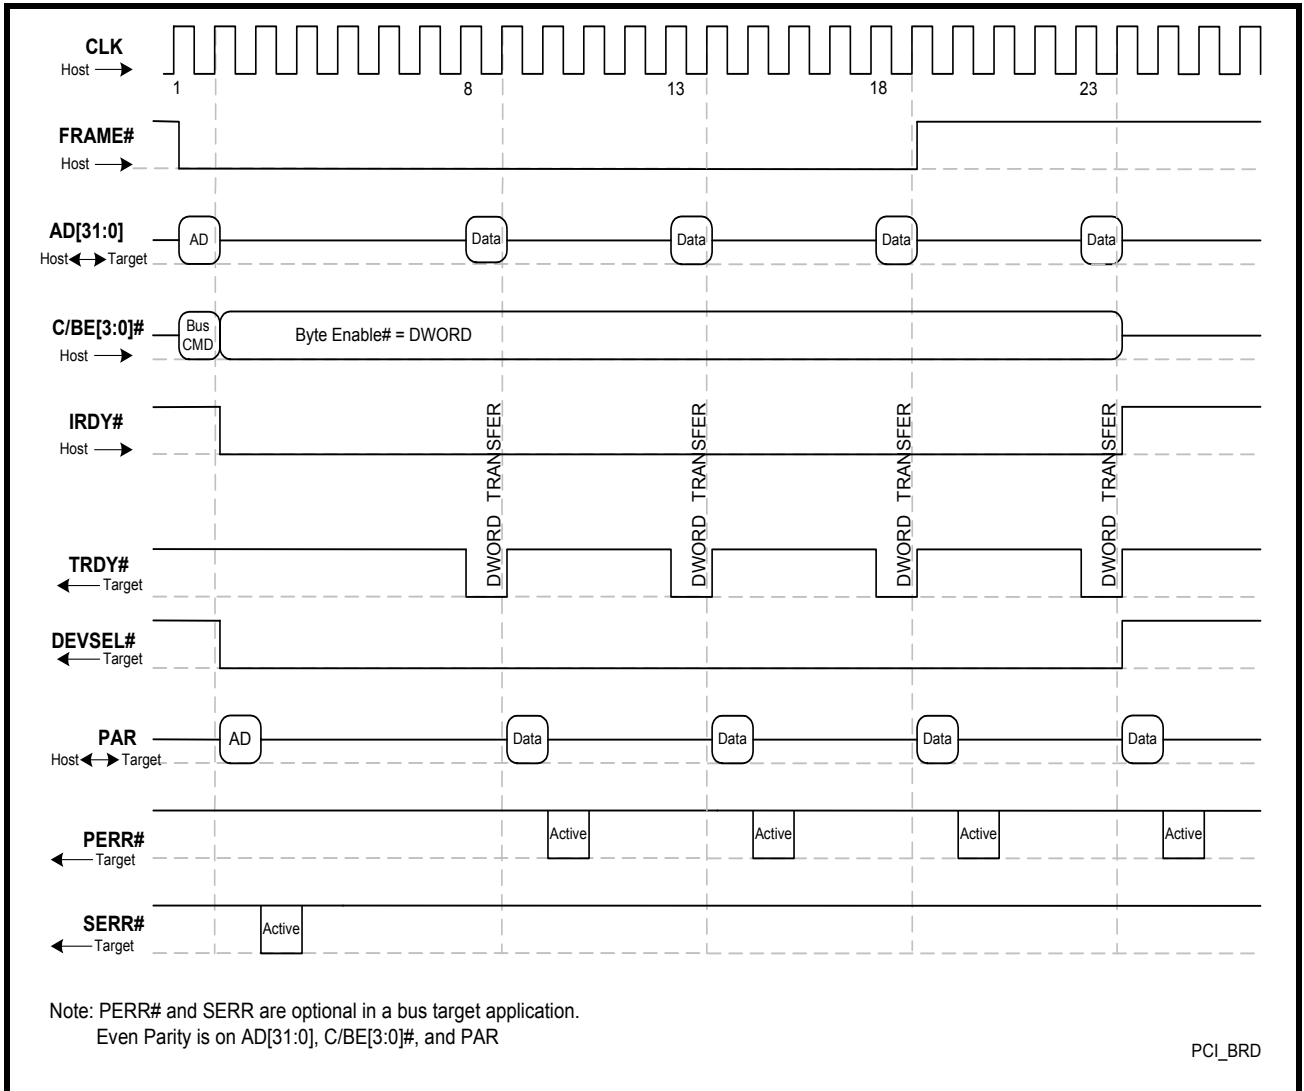 CLK
Host
1 8 13 18 23
FRAME#
Host
AD[31:0]
Host Target
AD Data Data Data Data
C/BE[3:0]#
Host
Bus
CMD
Byte Enable# = DWORD
IRDY#
Host
DWORD TRANSFER
DWORD TRANSFER
DWORD TRANSFER
DWORD TRANSFER
TRDY#
Target
DEVSEL#
Target
PAR
Host Target
AD Data Data Data Data
PERR#
Target
Active Active Active Active
SERR#
Target
Active
Note: PERR# and SERR are optional in a bus target application.
Even Parity is on AD[31:0], C/BE[3:0]#, and PAR
PCI_BRD